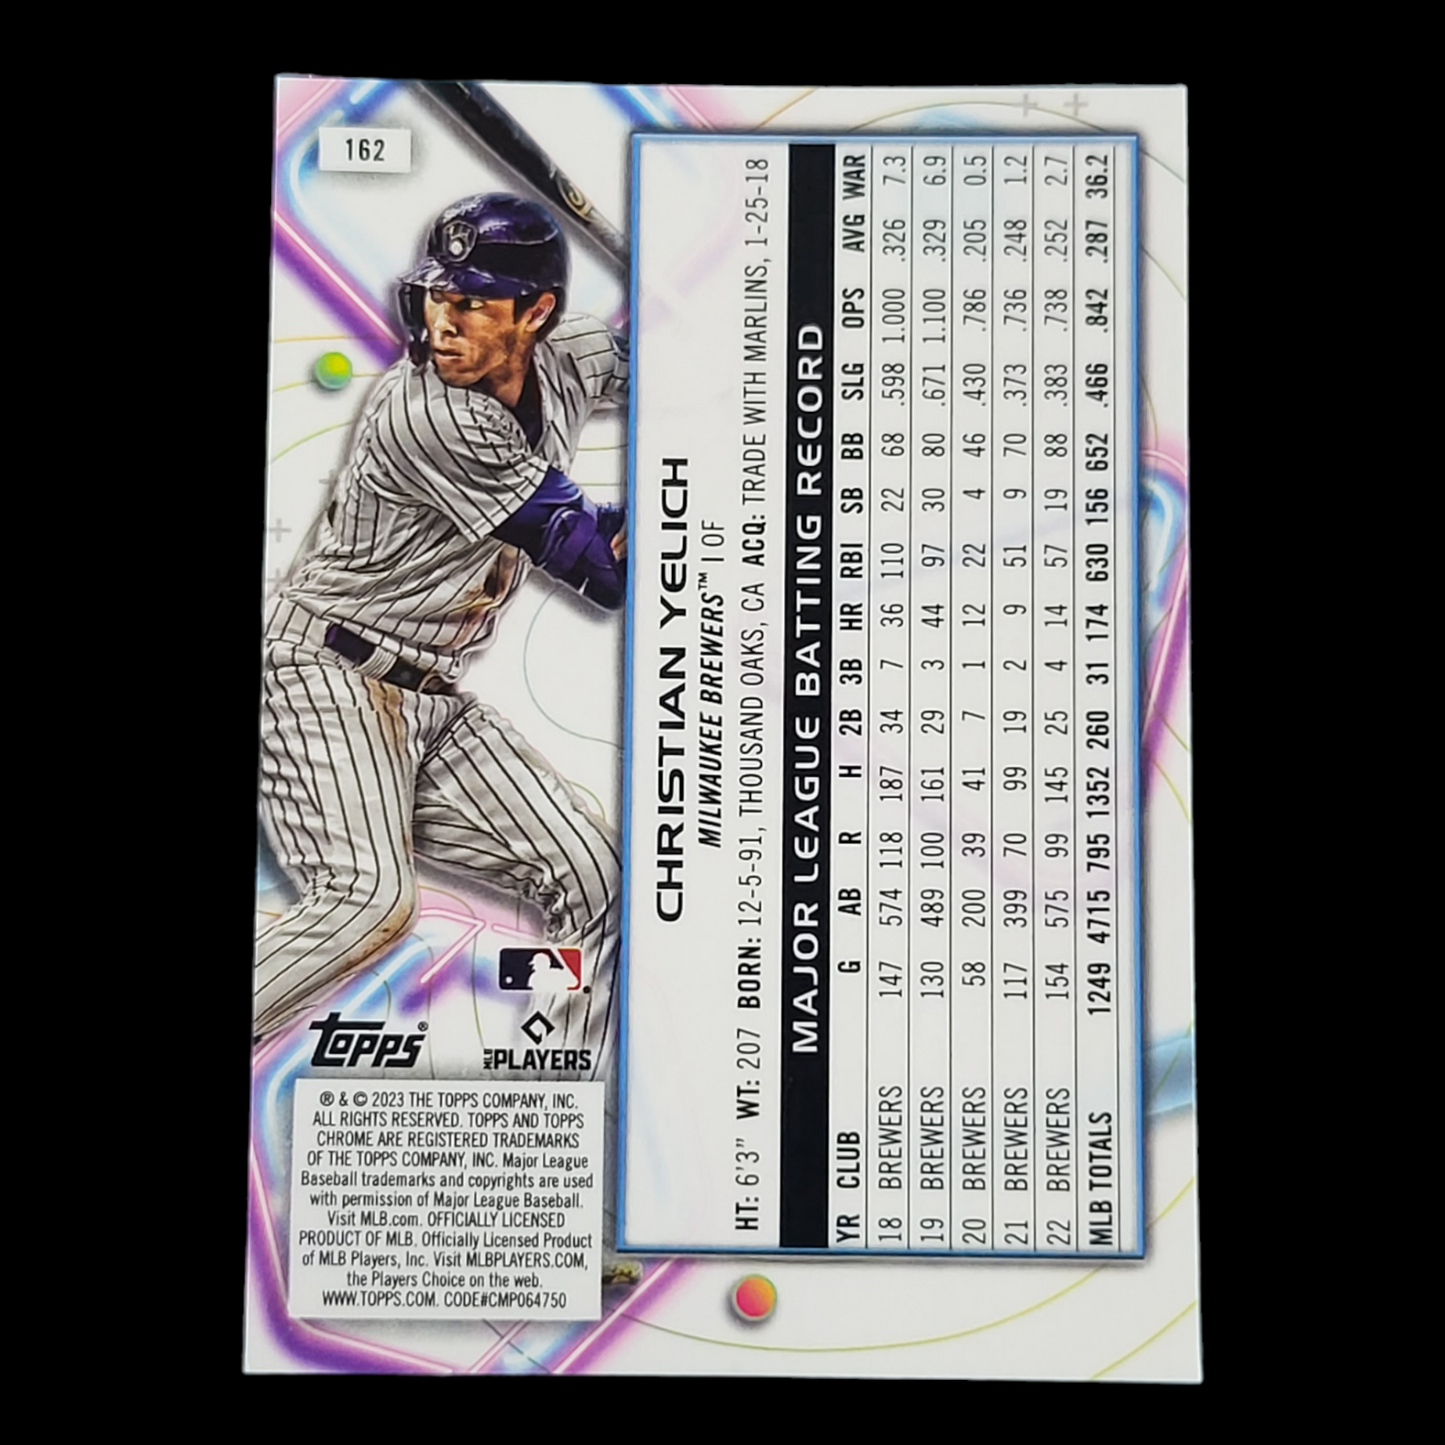 162
CHRISTIAN YELICH
MILWAUKEE BREWERS™ | OF
HT: 6'3" WT: 207 BORN: 12-5-91, THOUSAND OAKS, CA ACQ: TRADE WITH MARLINS, 1-25-18
MAJOR LEAGUE BATTING RECORD
YR CLUB G AB R H 2B 3B HR RBI SB BB SLG OPS AVG WAR
18 BREWERS 147 574 118 187 34 7 36 110 22 68 .598 1.000 .326 7.3
19 BREWERS 130 489 100 161 29 3 44 97 30 80 .671 1.100 .329 6.9
20 BREWERS 58 200 39 41 7 1 12 22 4 46 .430 .786 .205 0.5
21 BREWERS 117 399 70 99 19 2 9 51 9 70 .373 .736 .248 1.2
22 BREWERS 154 575 99 145 25 4 14 57 19 88 .383 .738 .252 2.7
MLB TOTALS 1249 4715 795 1352 260 31 174 630 156 652 .466 .842 .287 36.2
Topps®
MLB PLAYERS
® & © 2023 THE TOPPS COMPANY, INC.
ALL RIGHTS RESERVED. TOPPS AND TOPPS
CHROME ARE REGISTERED TRADEMARKS
OF THE TOPPS COMPANY, INC. Major League
Baseball trademarks and copyrights are used
with permission of Major League Baseball.
Visit MLB.com. OFFICIALLY LICENSED
PRODUCT OF MLB. Officially Licensed Product
of MLB Players, Inc. Visit MLBPLAYERS.COM,
the Players Choice on the web.
WWW.TOPPS.COM. CODE#CMP064750